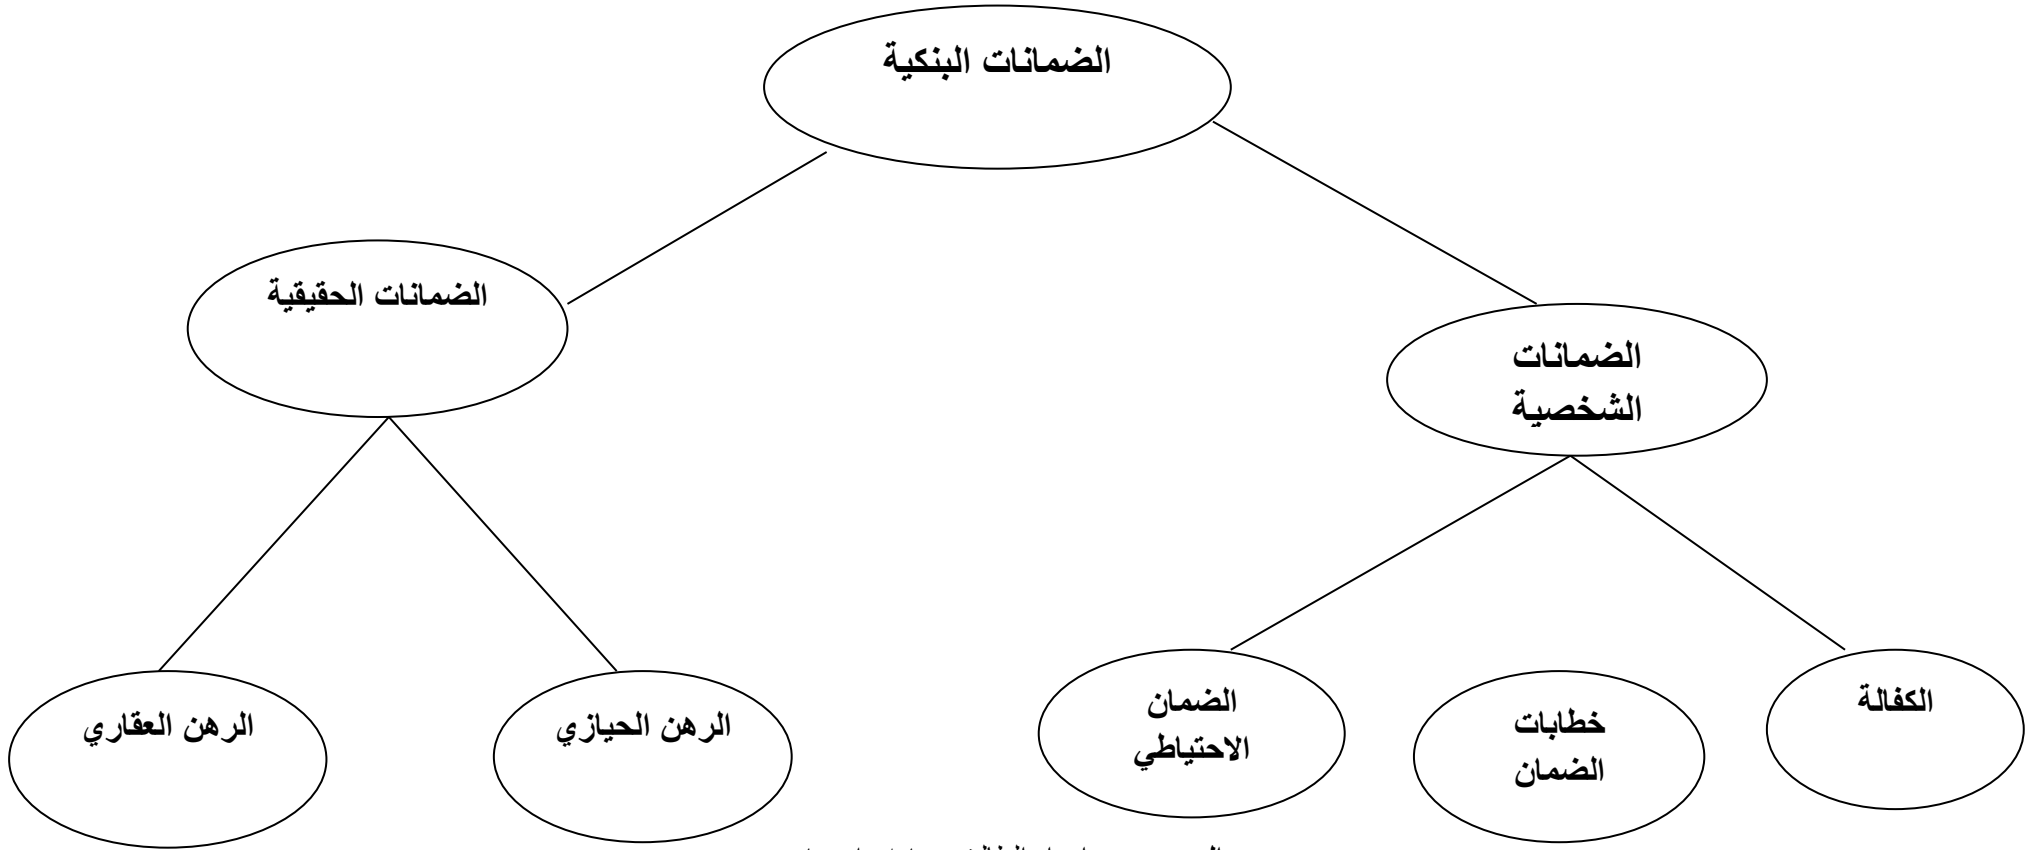 الضمانات البنكية
الضمانات الحقيقية
الضمانات
الشخصية
الكفالة
خطابات
الضمان
الضمان
الاحتياطي
الرهن الحيازي
الرهن العقاري